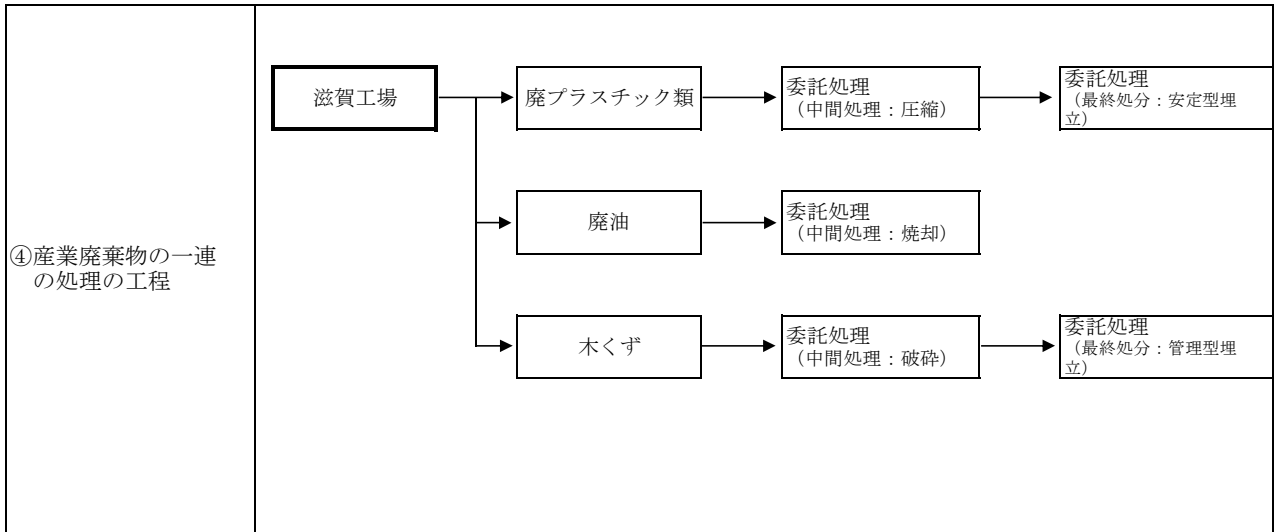 滋賀工場
廃プラスチック類
委託処理
（中間処理：圧縮）
委託処理
（最終処分：安定型埋
立）
廃油
委託処理
（中間処理：焼却）
④産業廃棄物の一連
の処理の工程
木くず
委託処理
（中間処理：破砕）
委託処理
（最終処分：管理型埋
立）